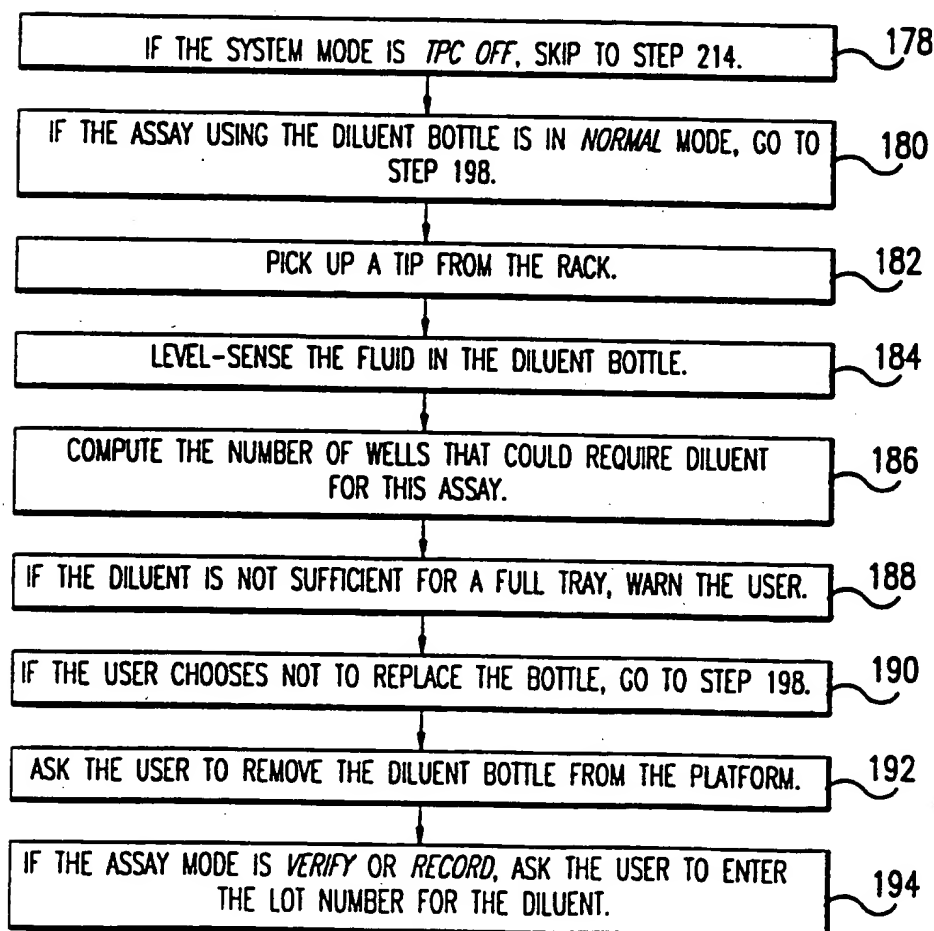 IF THE SYSTEM MODE IS TPC OFF, SKIP TO STEP 214.
178
IF THE ASSAY USING THE DILUENT BOTTLE IS IN NORMAL MODE, GO TO
STEP 198.
180
PICK UP A TIP FROM THE RACK.
182
LEVEL-SENSE THE FLUID IN THE DILUENT BOTTLE.
184
COMPUTE THE NUMBER OF WELLS THAT COULD REQUIRE DILUENT
FOR THIS ASSAY.
186
IF THE DILUENT IS NOT SUFFICIENT FOR A FULL TRAY, WARN THE USER.
188
IF THE USER CHOOSES NOT TO REPLACE THE BOTTLE, GO TO STEP 198.
190
ASK THE USER TO REMOVE THE DILUENT BOTTLE FROM THE PLATFORM.
192
IF THE ASSAY MODE IS VERIFY OR RECORD, ASK THE USER TO ENTER
THE LOT NUMBER FOR THE DILUENT.
194